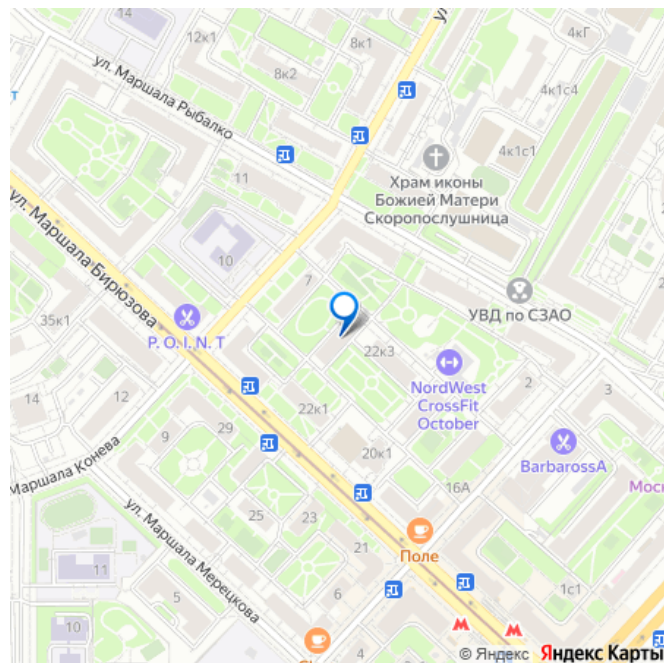 14
12к1
8к1
8к2
4кГ
4к1с4
ул. Маршала Рыбалко
11
4к1с1
Храм иконы
Божией Матери
Скоропослушница
ул. Маршала Бирюзова
10
7
УВД по СЗАО
35к1
P. O. I. N. T
22к3
NordWest
CrossFit
October
2
3
14
12
22к1
9
29
20к1
BarbarossA
Маршала Конева
16А
25
23
21
Поле
ул. Маршала Мерецкова
11
5
1с1
10
4
© Яндекс Яндекс Карты